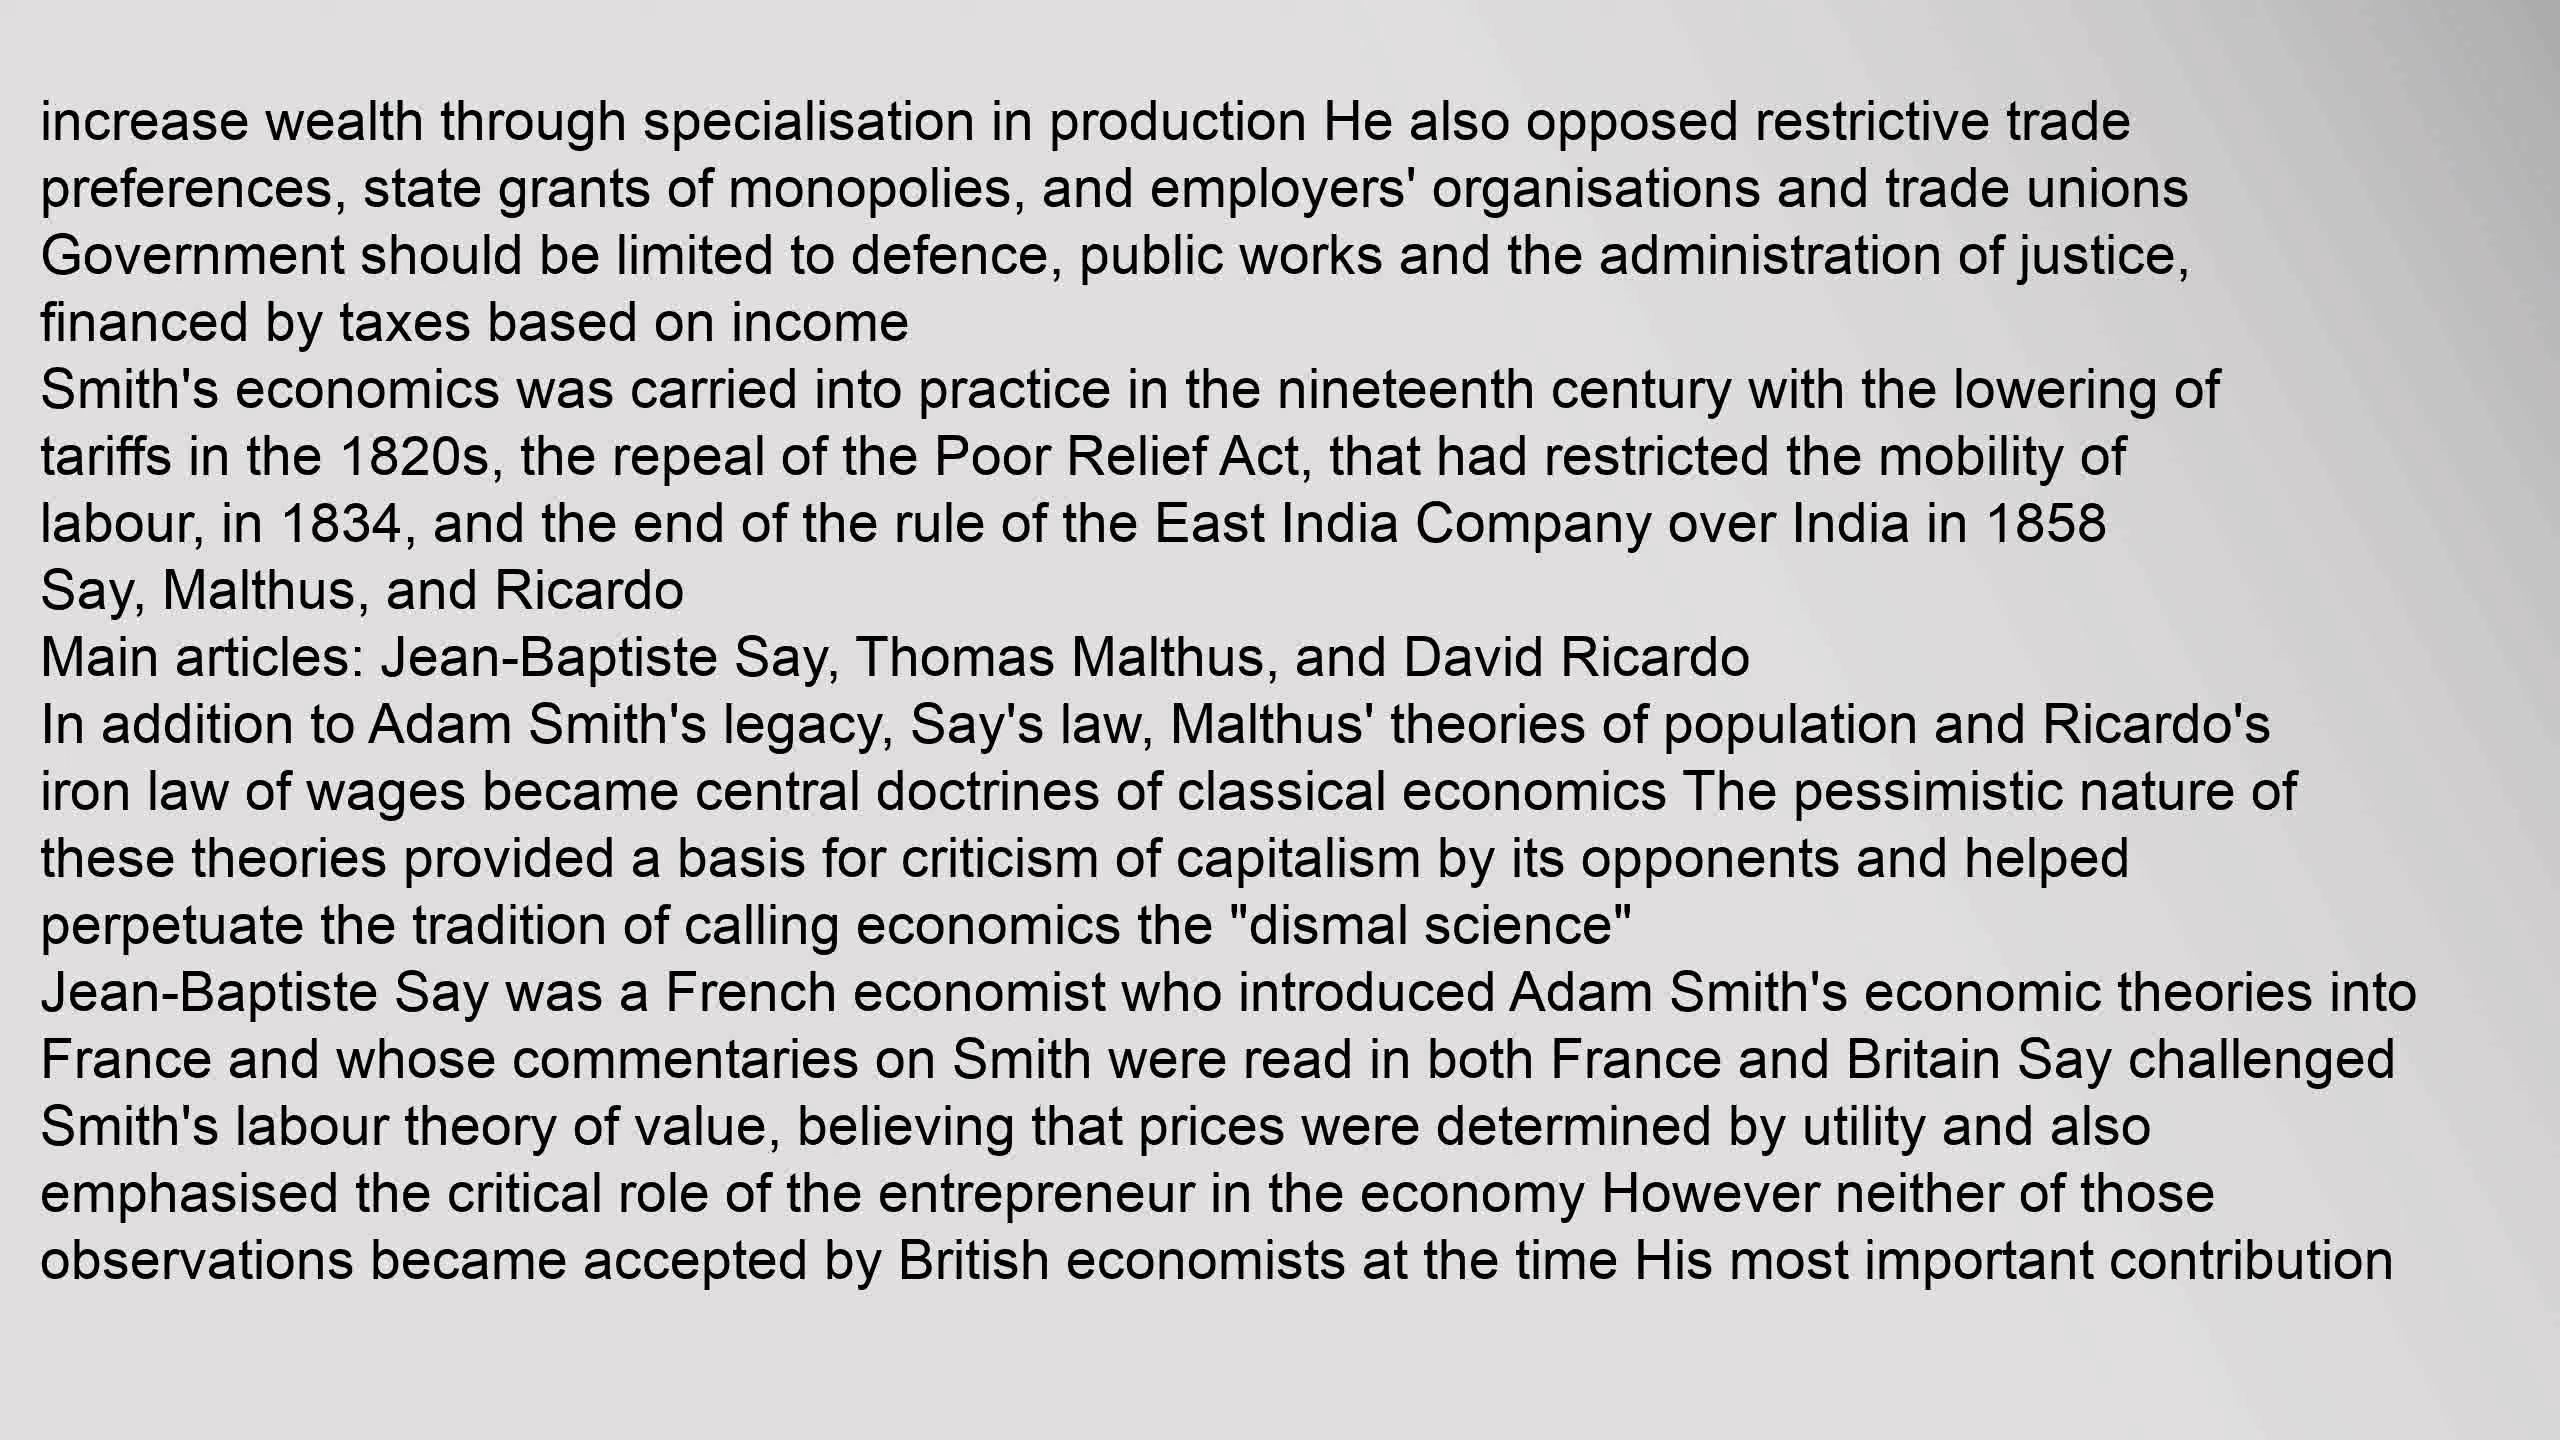 increase wealth through specialisation in production He also opposed restrictive trade
preferences, state grants of monopolies, and employers' organisations and trade unions
Government should be limited to defence, public works and the administration of justice,
financed by taxes based on income
Smith's economics was carried into practice in the nineteenth century with the lowering of
tariffs in the 1820s, the repeal of the Poor Relief Act, that had restricted the mobility of
labour, in 1834, and the end of the rule of the East India Company over India in 1858
Say, Malthus, and Ricardo
Main articles: Jean-Baptiste Say, Thomas Malthus, and David Ricardo
In addition to Adam Smith's legacy, Say's law, Malthus' theories of population and Ricardo's
iron law of wages became central doctrines of classical economics The pessimistic nature of
these theories provided a basis for criticism of capitalism by its opponents and helped
perpetuate the tradition of calling economics the "dismal science"
Jean-Baptiste Say was a French economist who introduced Adam Smith's economic theories into
France and whose commentaries on Smith were read in both France and Britain Say challenged
Smith's labour theory of value, believing that prices were determined by utility and also
emphasised the critical role of the entrepreneur in the economy However neither of those
observations became accepted by British economists at the time His most important contribution